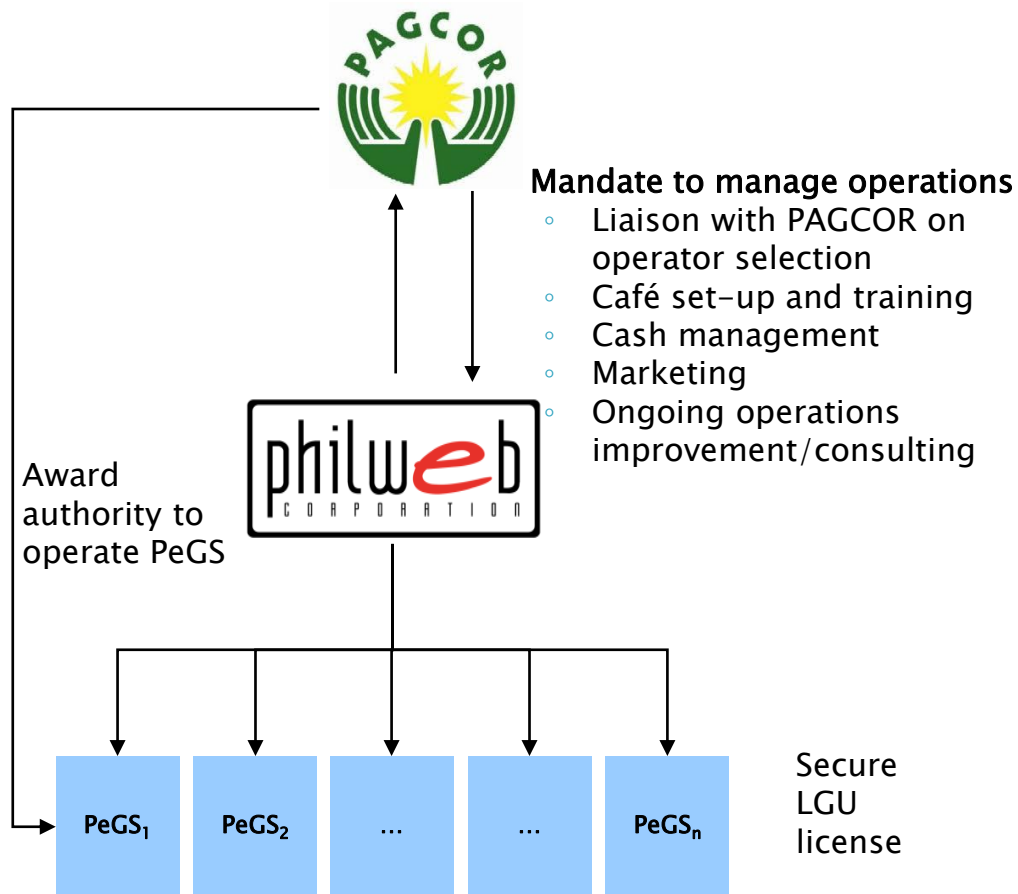 PAGCOR
Mandate to manage operations
◦ Liaison with PAGCOR on
operator selection
◦ Café set-up and training
◦ Cash management
◦ Marketing
◦ Ongoing operations
improvement/consulting
philweb
CORPORATION
Award
authority to
operate PeGS
PeGS₁
PeGS₂
...
...
PeGSₙ
Secure
LGU
license